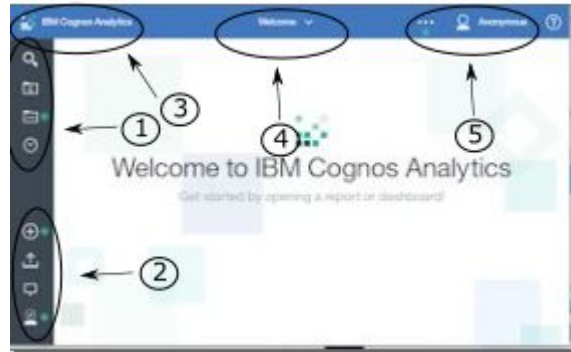 IBM Cognos Analytics
Welcome
Anonymous
1
3
4
5
Welcome to IBM Cognos Analytics
Get started by opening a report or dashboard!
2